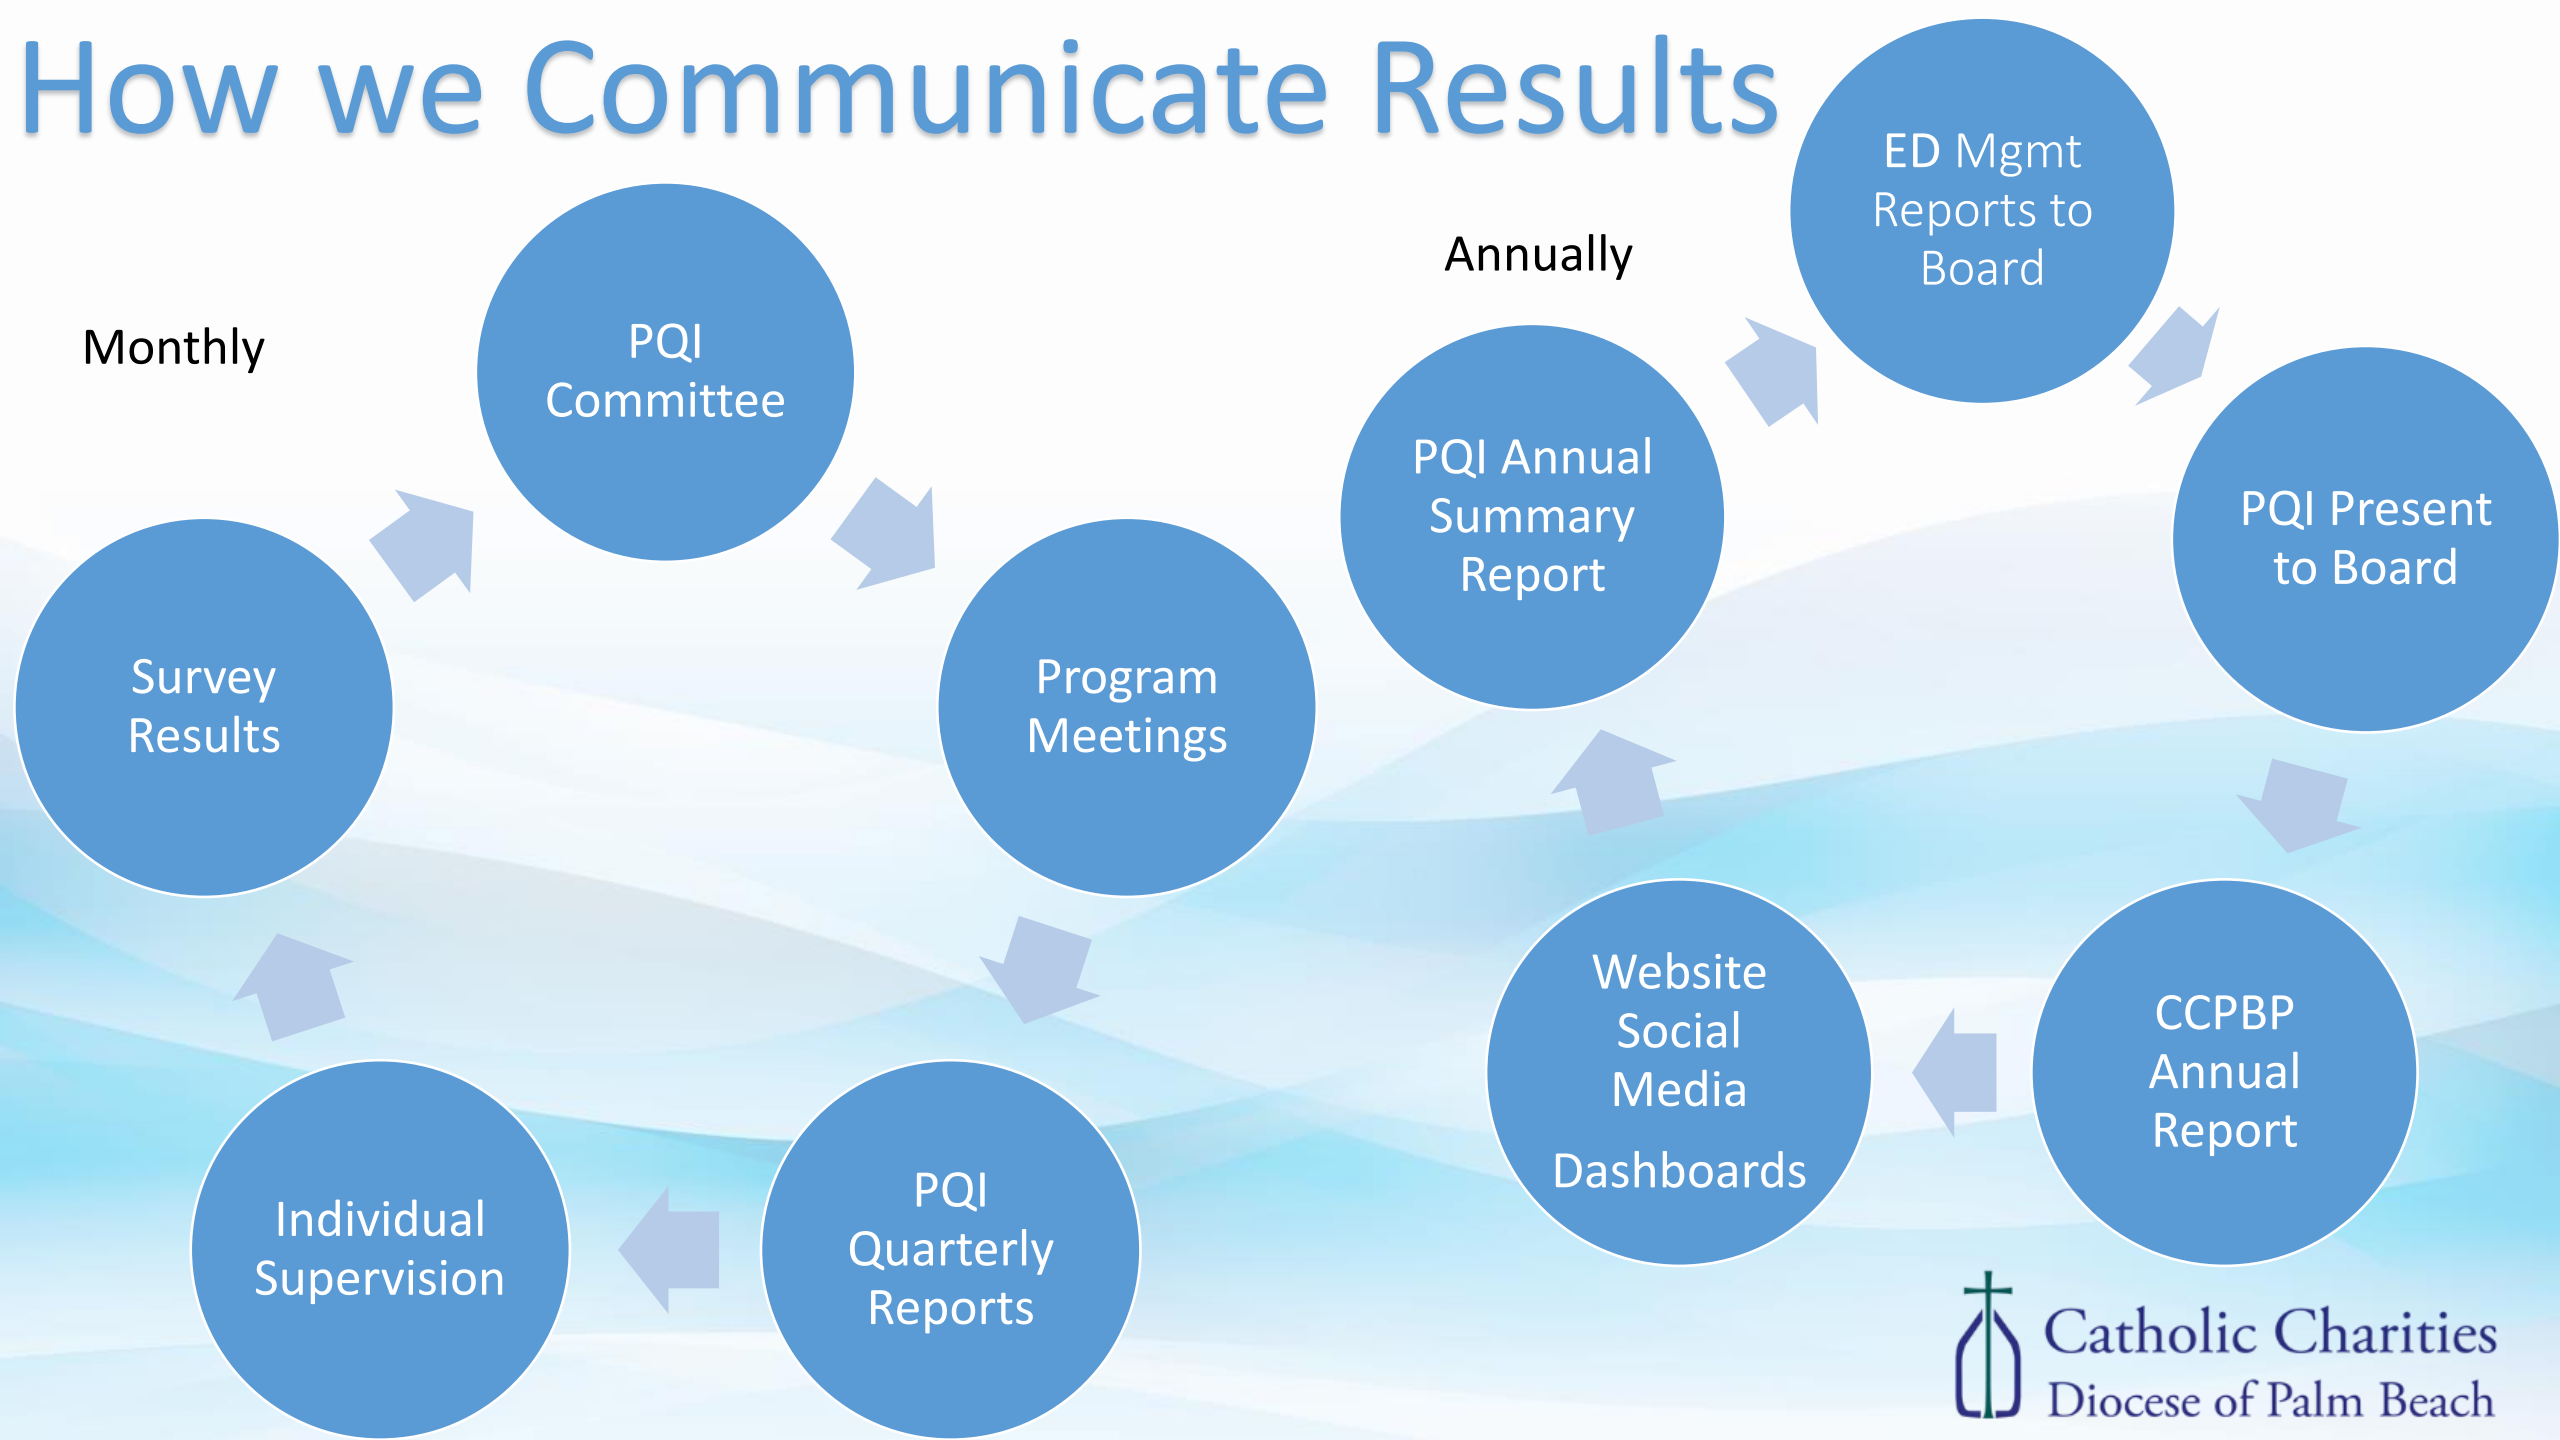 How we Communicate Results
Monthly
PQI
Committee
Program
Meetings
PQI
Quarterly
Reports
Individual
Supervision
Survey
Results
Annually
ED Mgmt
Reports to
Board
PQI Present
to Board
CCPBP
Annual
Report
Website
Social
Media
Dashboards
PQI Annual
Summary
Report
Catholic Charities
Diocese of Palm Beach